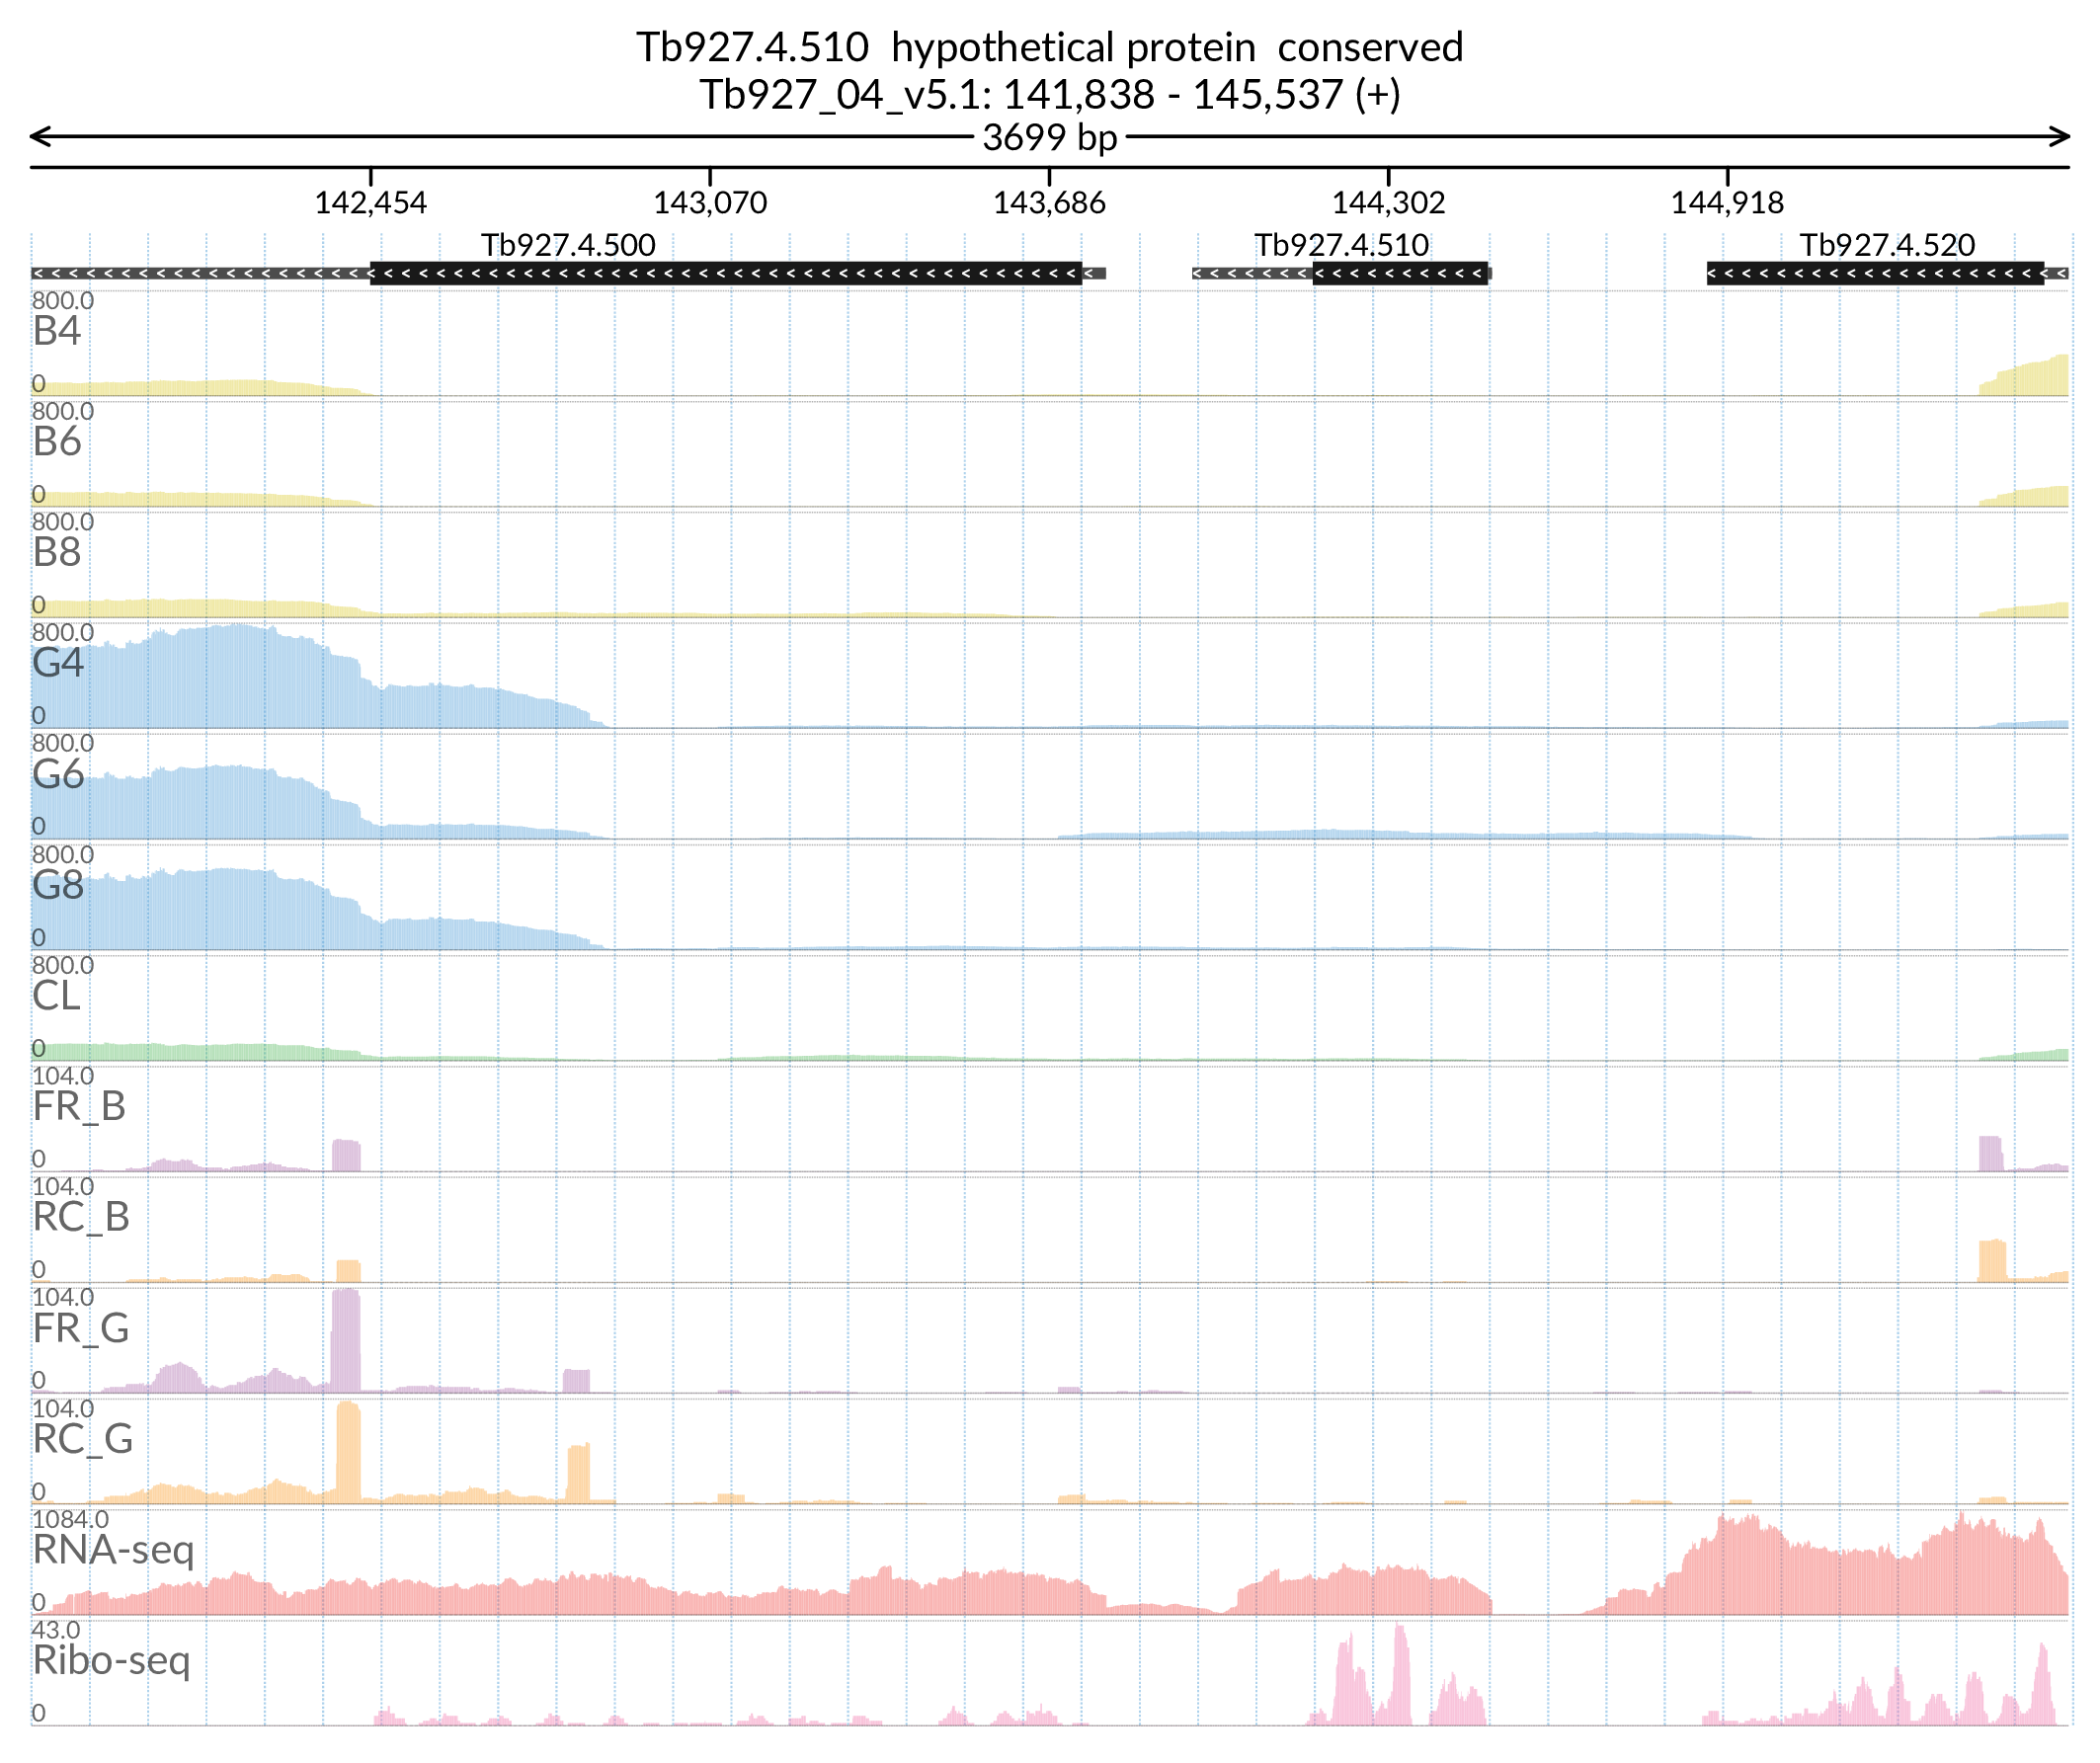 Tb927.4.510 hypothetical protein conserved
Tb927_04_v5.1: 141,838 - 145,537 (+)
3699 bp
142,454 143,070 143,686 144,302 144,918
Tb927.4.500 Tb927.4.510 Tb927.4.520
800.0
B4
0
800.0
B6
0
800.0
B8
0
800.0
G4
0
800.0
G6
0
800.0
G8
0
800.0
CL
0
104.0
FR_B
0
104.0
RC_B
0
104.0
FR_G
0
104.0
RC_G
0
1084.0
RNA-seq
0
43.0
Ribo-seq
0